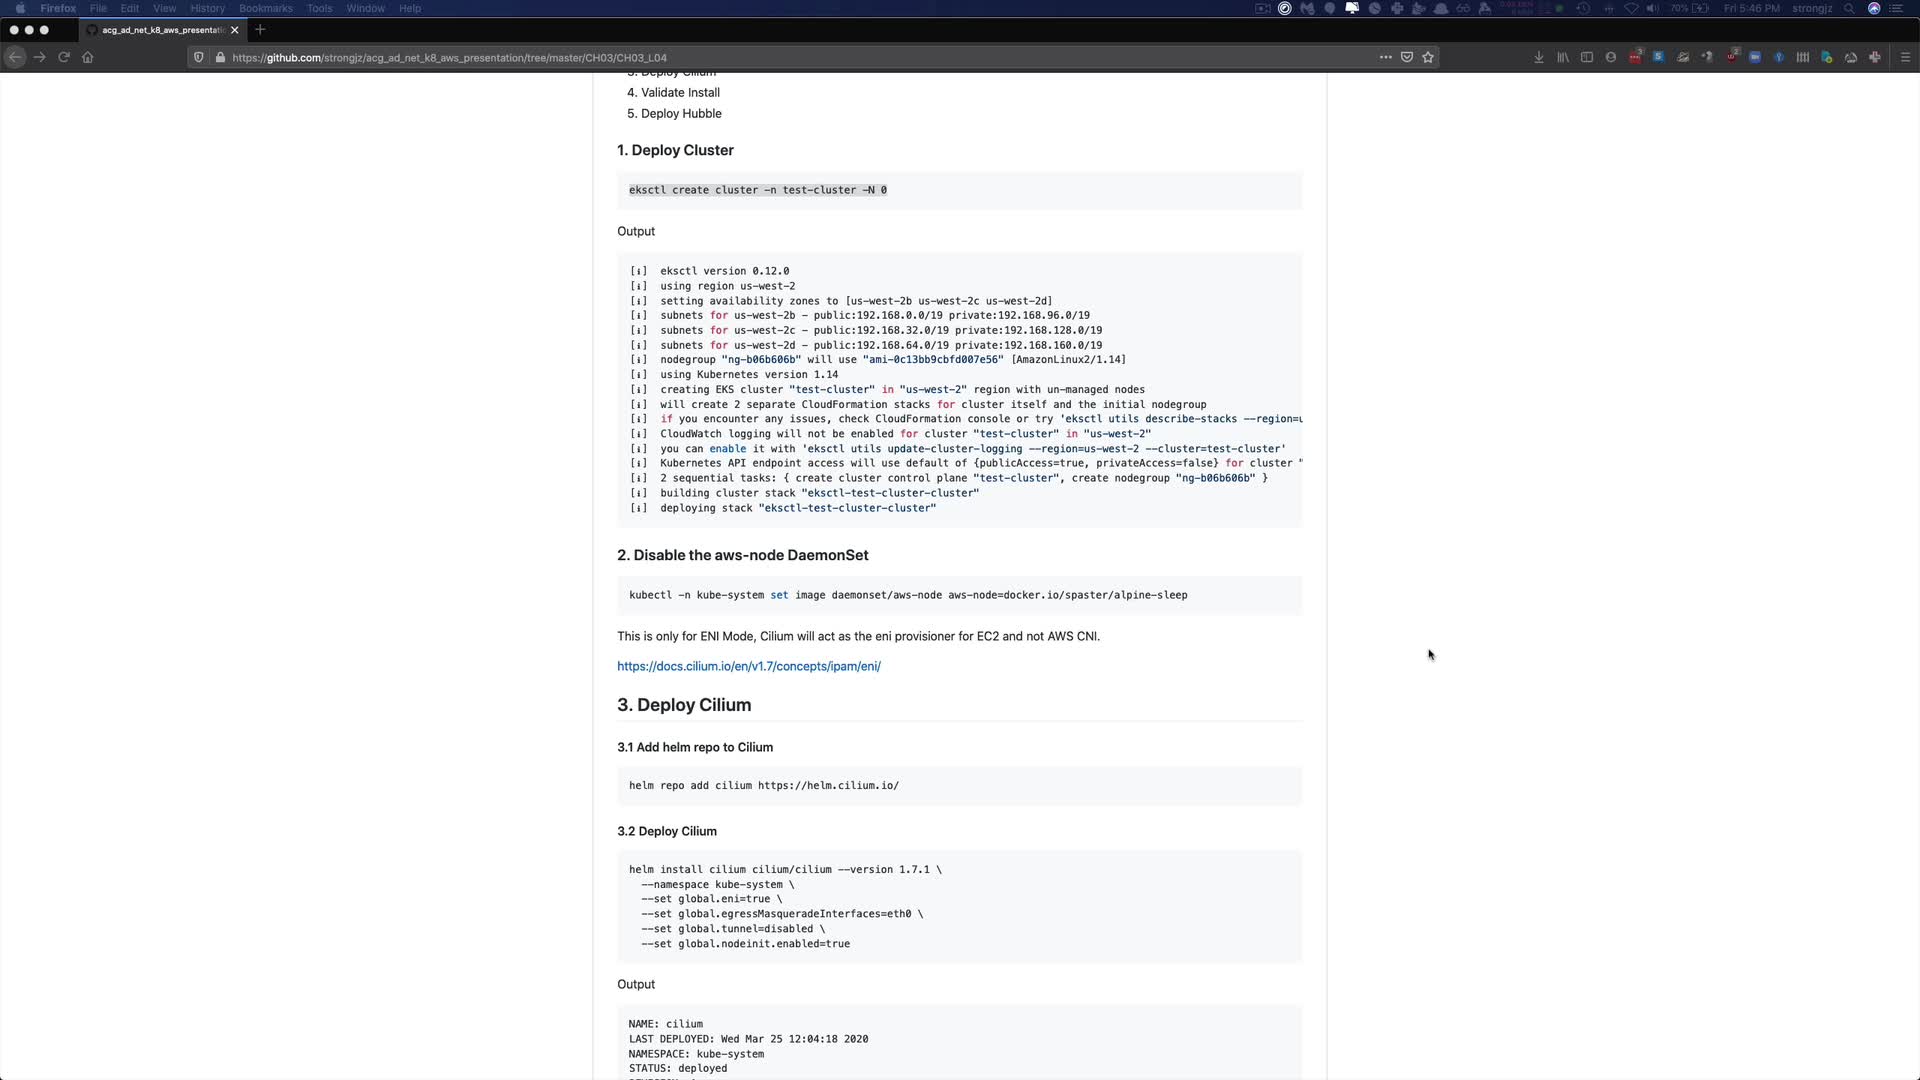 Firefox File Edit View History Bookmarks Tools Window Help 70% Fri 5:46 PM strongjz
acg_ad_net_k8_aws_presentati
https://github.com/strongjz/acg_ad_net_k8_aws_presentation/tree/master/CH03/CH03_L04
3. Deploy Cilium
4. Validate Install
5. Deploy Hubble
1. Deploy Cluster
eksctl create cluster -n test-cluster -N 0
Output
[ℹ]  eksctl version 0.12.0
[ℹ]  using region us-west-2
[ℹ]  setting availability zones to [us-west-2b us-west-2c us-west-2d]
[ℹ]  subnets for us-west-2b - public:192.168.0.0/19 private:192.168.96.0/19
[ℹ]  subnets for us-west-2c - public:192.168.32.0/19 private:192.168.128.0/19
[ℹ]  subnets for us-west-2d - public:192.168.64.0/19 private:192.168.160.0/19
[ℹ]  nodegroup "ng-b06b606b" will use "ami-0c13bb9cbfd007e56" [AmazonLinux2/1.14]
[ℹ]  using Kubernetes version 1.14
[ℹ]  creating EKS cluster "test-cluster" in "us-west-2" region with un-managed nodes
[ℹ]  will create 2 separate CloudFormation stacks for cluster itself and the initial nodegroup
[ℹ]  if you encounter any issues, check CloudFormation console or try 'eksctl utils describe-stacks --region=u
[ℹ]  CloudWatch logging will not be enabled for cluster "test-cluster" in "us-west-2"
[ℹ]  you can enable it with 'eksctl utils update-cluster-logging --region=us-west-2 --cluster=test-cluster'
[ℹ]  Kubernetes API endpoint access will use default of {publicAccess=true, privateAccess=false} for cluster "
[ℹ]  2 sequential tasks: { create cluster control plane "test-cluster", create nodegroup "ng-b06b606b" }
[ℹ]  building cluster stack "eksctl-test-cluster-cluster"
[ℹ]  deploying stack "eksctl-test-cluster-cluster"
2. Disable the aws-node DaemonSet
kubectl -n kube-system set image daemonset/aws-node aws-node=docker.io/spaster/alpine-sleep
This is only for ENI Mode, Cilium will act as the eni provisioner for EC2 and not AWS CNI.
https://docs.cilium.io/en/v1.7/concepts/ipam/eni/
3. Deploy Cilium
3.1 Add helm repo to Cilium
helm repo add cilium https://helm.cilium.io/
3.2 Deploy Cilium
helm install cilium cilium/cilium --version 1.7.1 \
--namespace kube-system \
--set global.eni=true \
--set global.egressMasqueradeInterfaces=eth0 \
--set global.tunnel=disabled \
--set global.nodeinit.enabled=true
Output
NAME: cilium
LAST DEPLOYED: Wed Mar 25 12:04:18 2020
NAMESPACE: kube-system
STATUS: deployed